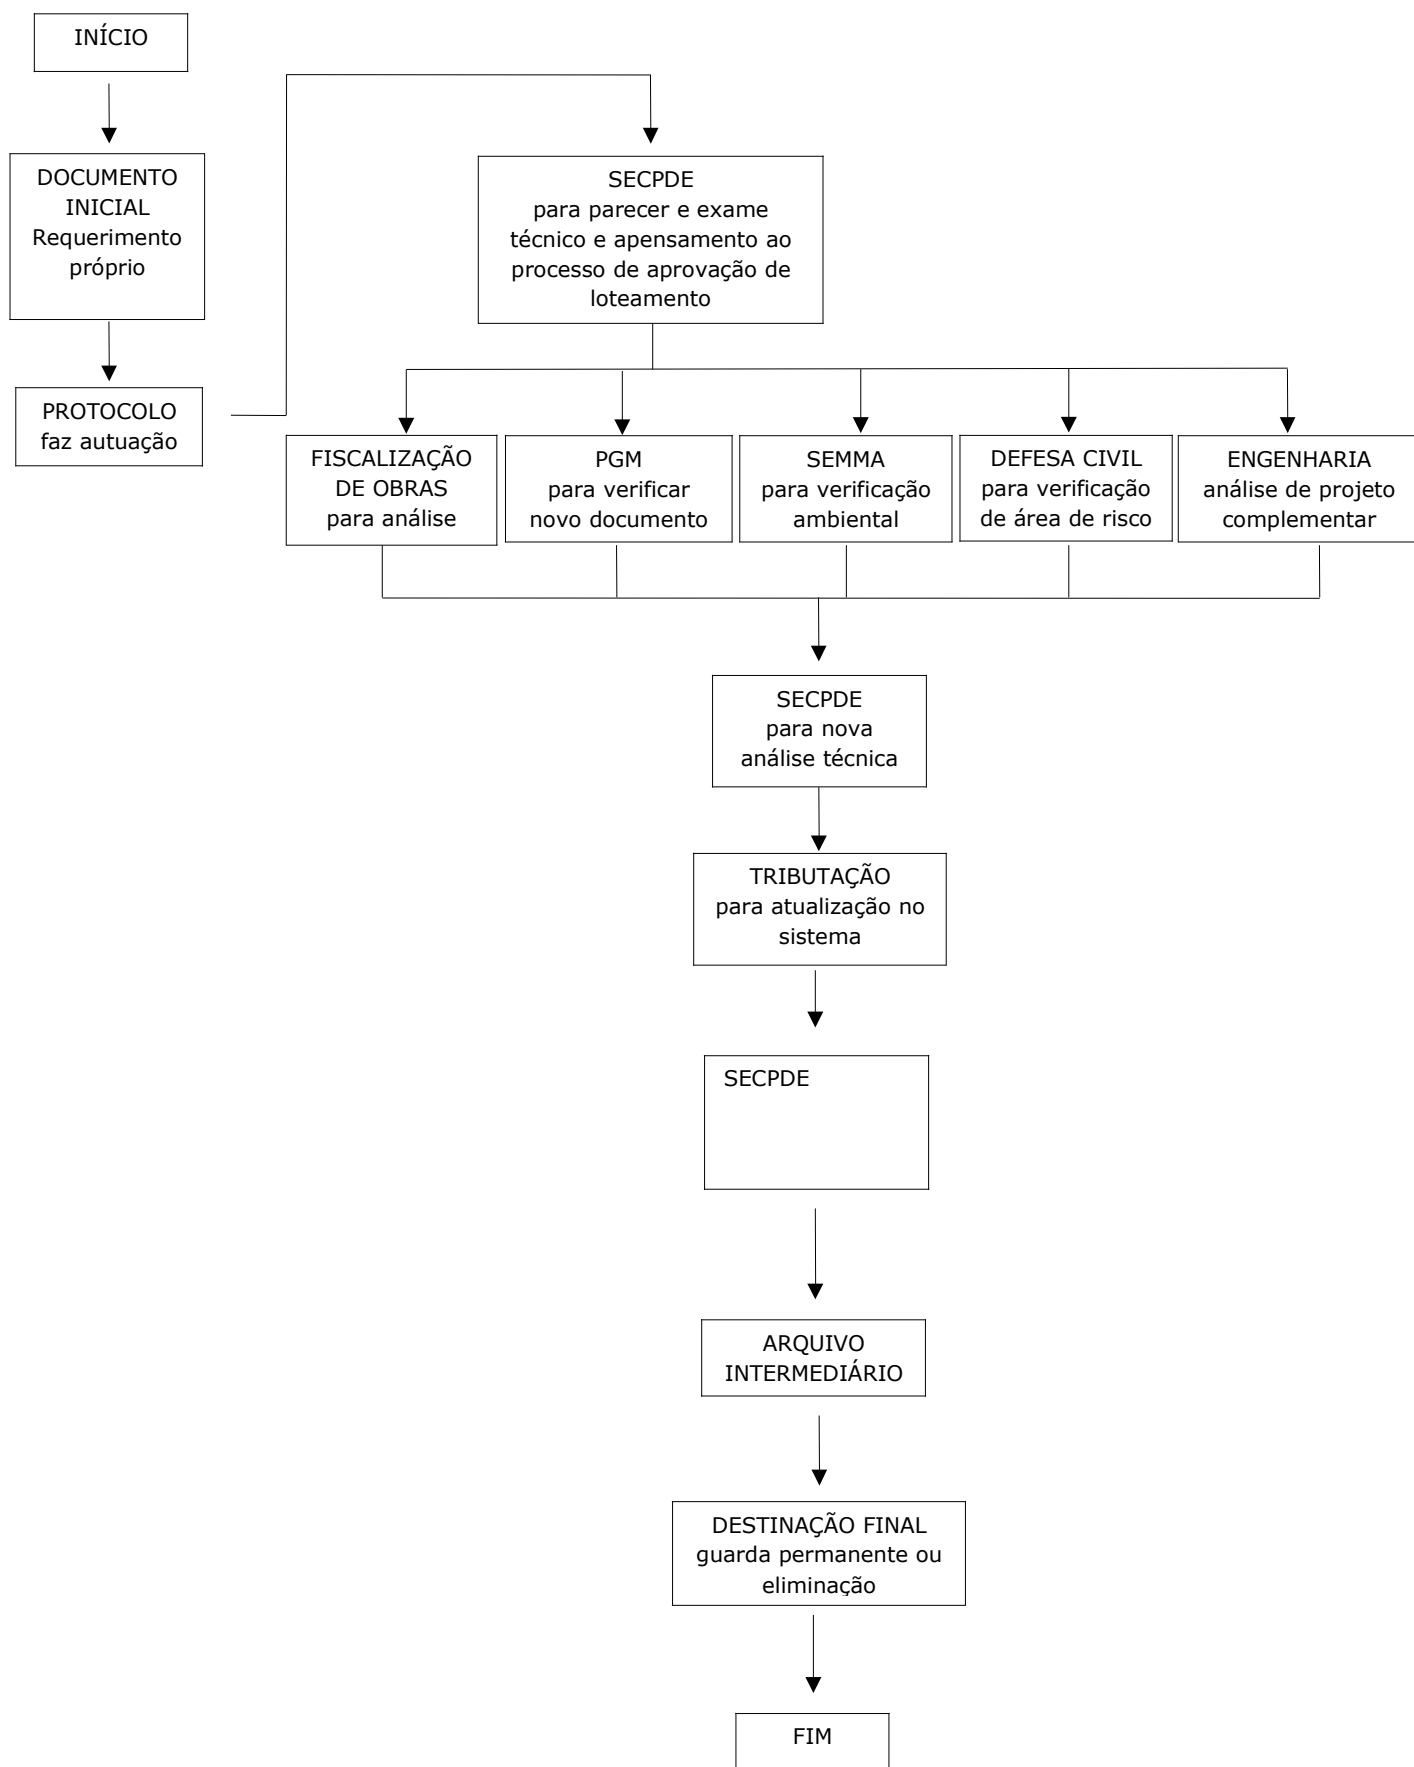 INÍCIO
DOCUMENTO
INICIAL
Requerimento
próprio
PROTOCOLO
faz autuação
SECPDE
para parecer e exame
técnico e apensamento ao
processo de aprovação de
loteamento
FISCALIZAÇÃO
DE OBRAS
para análise
PGM
para verificar
novo documento
SEMMA
para verificação
ambiental
DEFESA CIVIL
para verificação
de área de risco
ENGENHARIA
análise de projeto
complementar
SECPDE
para nova
análise técnica
TRIBUTAÇÃO
para atualização no
sistema
SECPDE
ARQUIVO
INTERMEDIÁRIO
DESTINAÇÃO FINAL
guarda permanente ou
eliminação
FIM